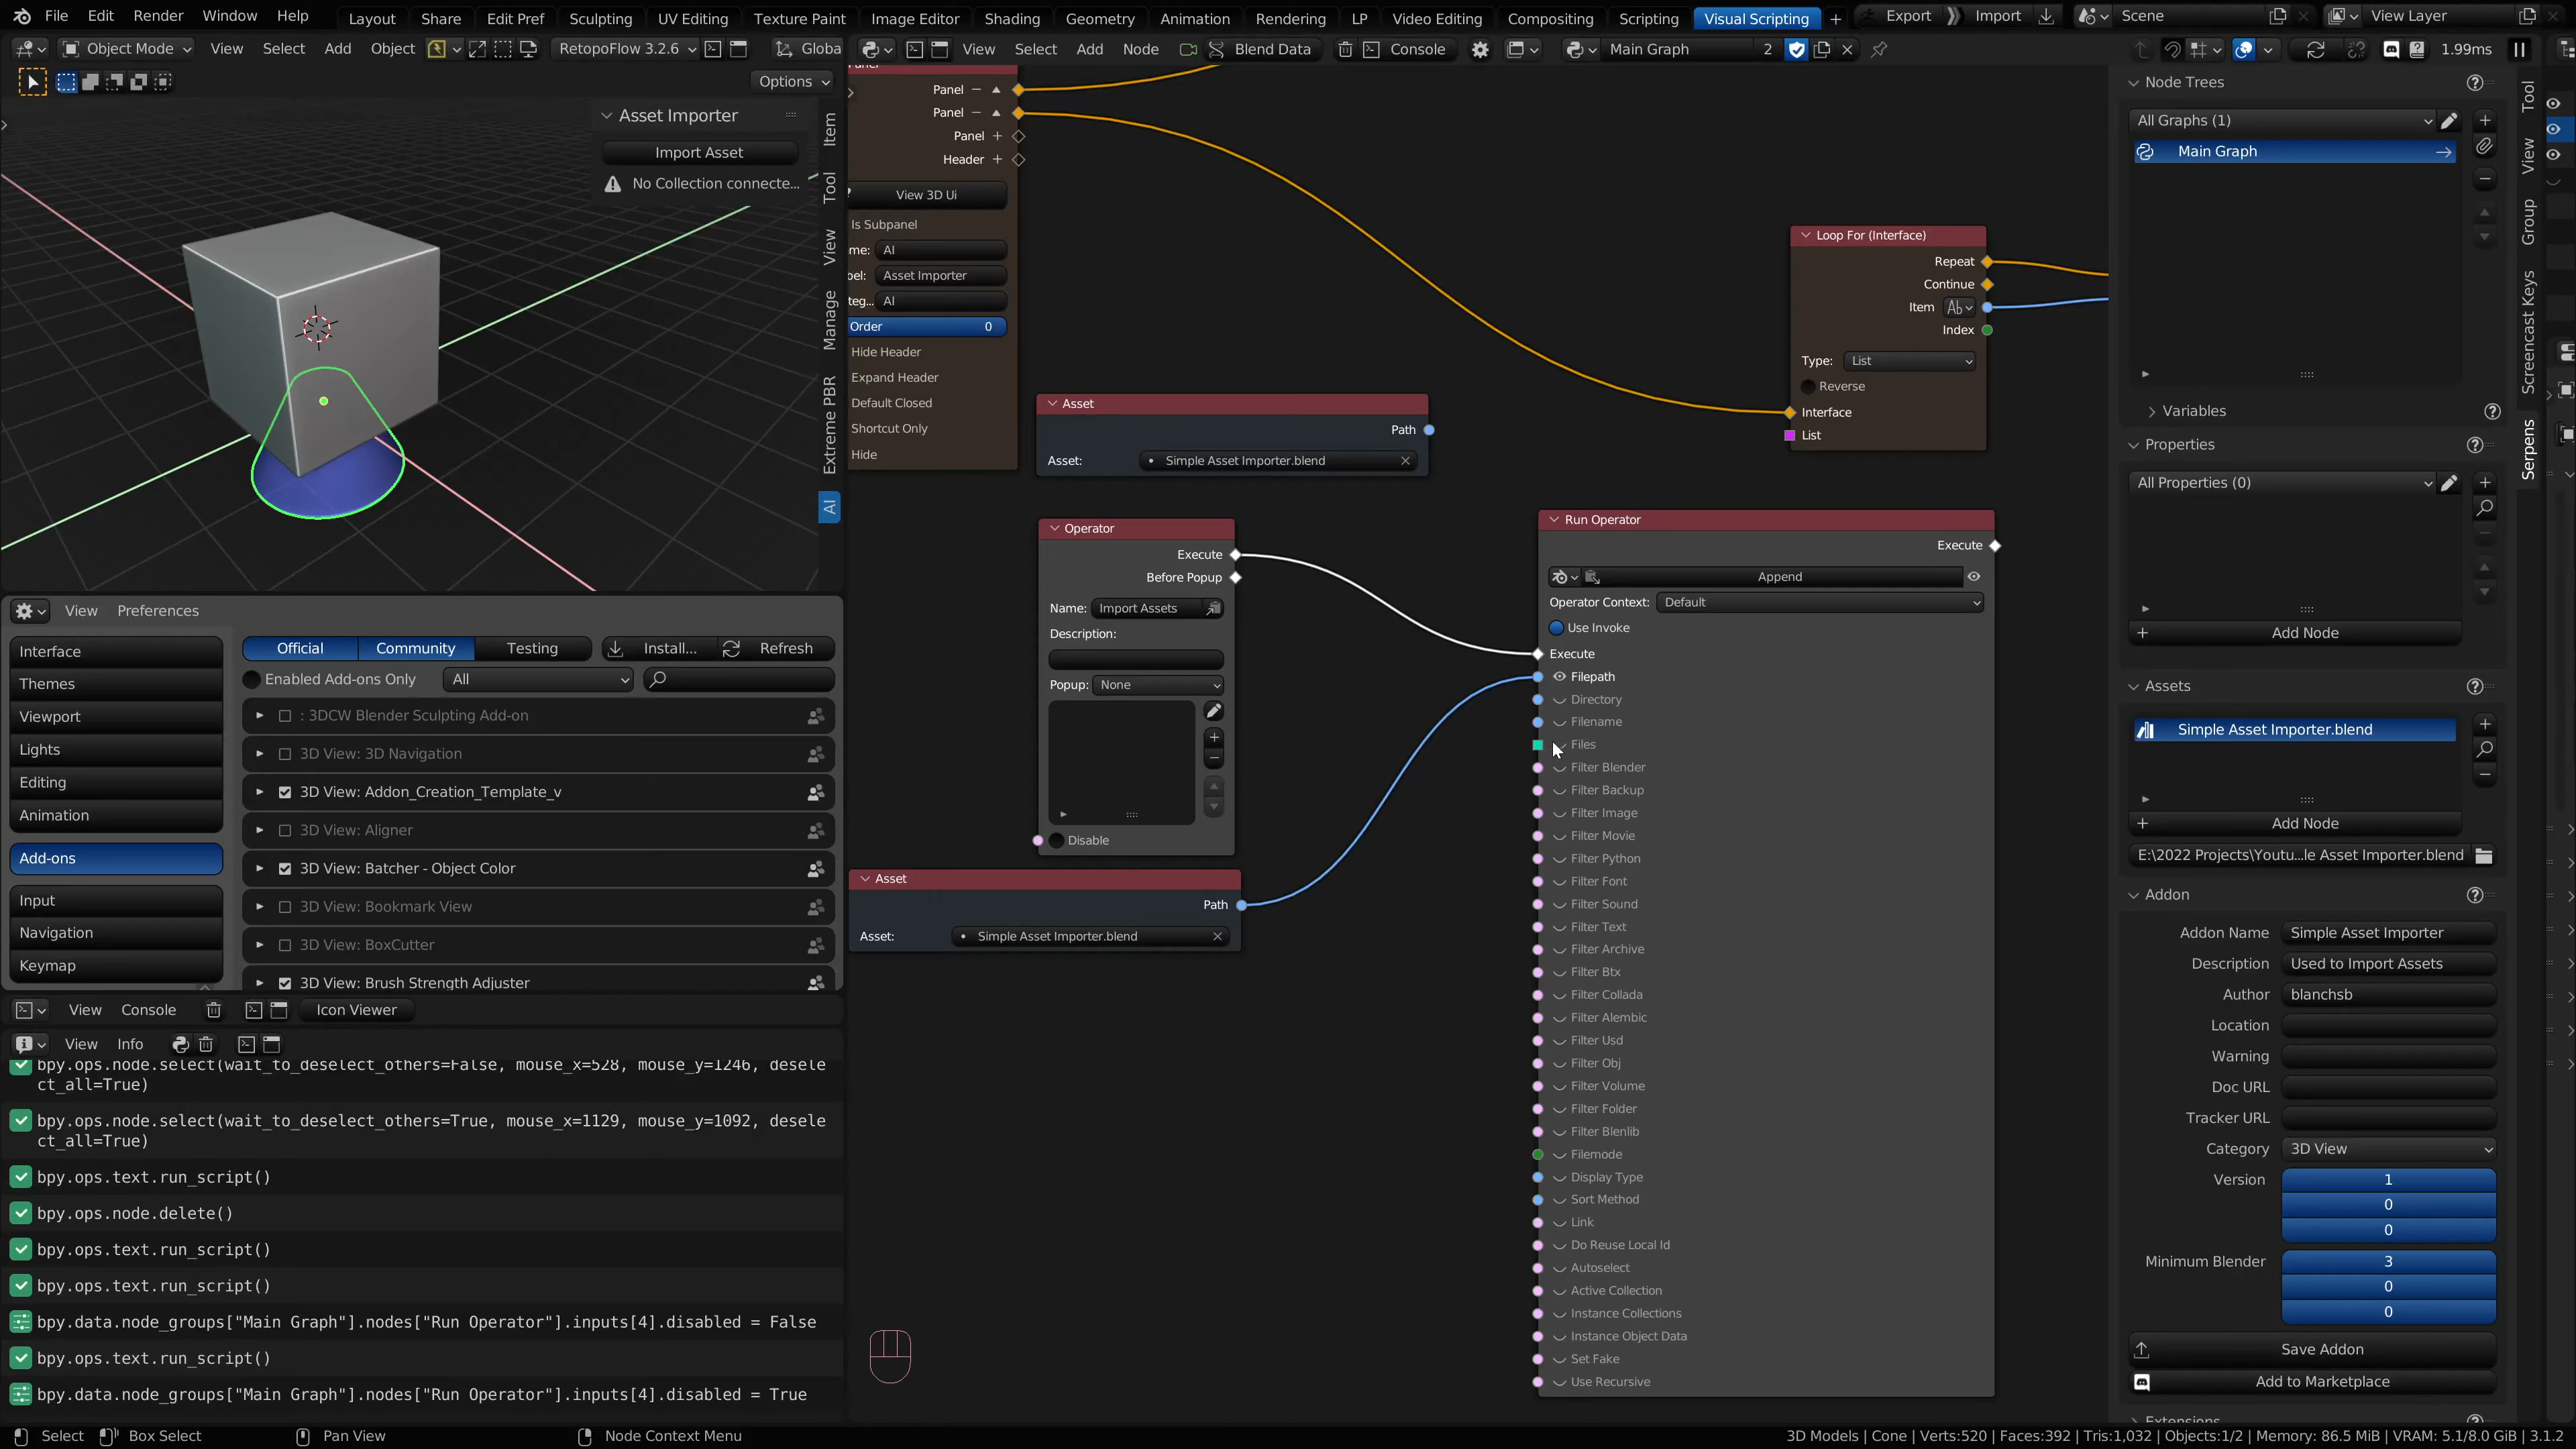 File Edit Render Window Help Layout Share Edit Pref Sculpting UV Editing Texture Paint Image Editor Shading Geometry Animation Rendering LP Video Editing Compositing Scripting Visual Scripting + Export Import Scene View Layer
Object Mode View Select Add Object RetopoFlow 3.2.6 Globa
View Select Add Node Blend Data Console Main Graph 2 1.99ms
Options
Asset Importer
Import Asset
No Collection connecte...
Item
Tool
View
Manage
Extreme PBR
AI
Panel
Panel
Panel
Header
View 3D Ui
Is Subpanel
me: AI
bel: Asset Importer
teg... AI
Order 0
Hide Header
Expand Header
Default Closed
Shortcut Only
Hide
Asset
Path
Asset: Simple Asset Importer.blend
Loop For (Interface)
Repeat
Continue
Item
Index
Type: List
Reverse
Interface
List
Operator
Execute
Before Popup
Name: Import Assets
Description:
Popup: None
Disable
Asset
Path
Asset: Simple Asset Importer.blend
Run Operator
Execute
Append
Operator Context: Default
Use Invoke
Execute
Filepath
Directory
Filename
Files
Filter Blender
Filter Backup
Filter Image
Filter Movie
Filter Python
Filter Font
Filter Sound
Filter Text
Filter Archive
Filter Btx
Filter Collada
Filter Alembic
Filter Usd
Filter Obj
Filter Volume
Filter Folder
Filter Blenlib
Filemode
Display Type
Sort Method
Link
Do Reuse Local Id
Autoselect
Active Collection
Instance Collections
Instance Object Data
Set Fake
Use Recursive
Node Trees
All Graphs (1)
Main Graph
Variables
Properties
All Properties (0)
Add Node
Assets
Simple Asset Importer.blend
Add Node
E:\2022 Projects\Youtu...le Asset Importer.blend
Addon
Addon Name Simple Asset Importer
Description Used to Import Assets
Author blanchsb
Location
Warning
Doc URL
Tracker URL
Category 3D View
Version 1
0
0
Minimum Blender 3
0
0
Save Addon
Add to Marketplace
Tool
View
Group
Screencast Keys
Serpens
View Preferences
Interface
Themes
Viewport
Lights
Editing
Animation
Add-ons
Input
Navigation
Keymap
Official Community Testing Install... Refresh
Enabled Add-ons Only All
: 3DCW Blender Sculpting Add-on
3D View: 3D Navigation
3D View: Addon_Creation_Template_v
3D View: Aligner
3D View: Batcher - Object Color
3D View: Bookmark View
3D View: BoxCutter
3D View: Brush Strength Adjuster
View Console Icon Viewer
View Info
bpy.ops.node.select(wait_to_deselect_others=False, mouse_x=528, mouse_y=1246, desele
ct_all=True)
bpy.ops.node.select(wait_to_deselect_others=True, mouse_x=1129, mouse_y=1092, desele
ct_all=True)
bpy.ops.text.run_script()
bpy.ops.node.delete()
bpy.ops.text.run_script()
bpy.ops.text.run_script()
bpy.data.node_groups["Main Graph"].nodes["Run Operator"].inputs[4].disabled = False
bpy.ops.text.run_script()
bpy.data.node_groups["Main Graph"].nodes["Run Operator"].inputs[4].disabled = True
Select Box Select Pan View Node Context Menu 3D Models | Cone | Verts:520 | Faces:392 | Tris:1,032 | Objects:1/2 | Memory: 86.5 MiB | VRAM: 5.1/8.0 GiB | 3.1.2